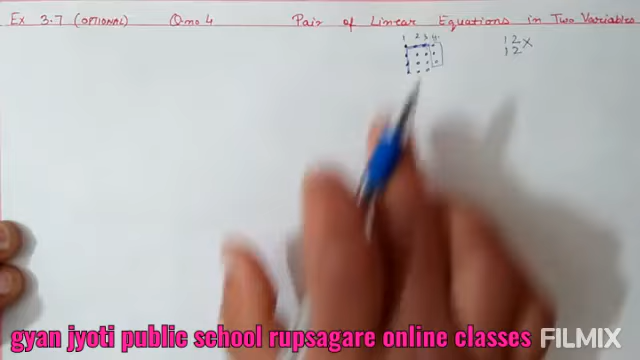 Ex 3.7 (OPTIONAL) Q.no 4 Pair of Linear Equations in Two Variables
1 2 3
12x
12
gyan jyoti public school rupsagare online classes
FILMIX